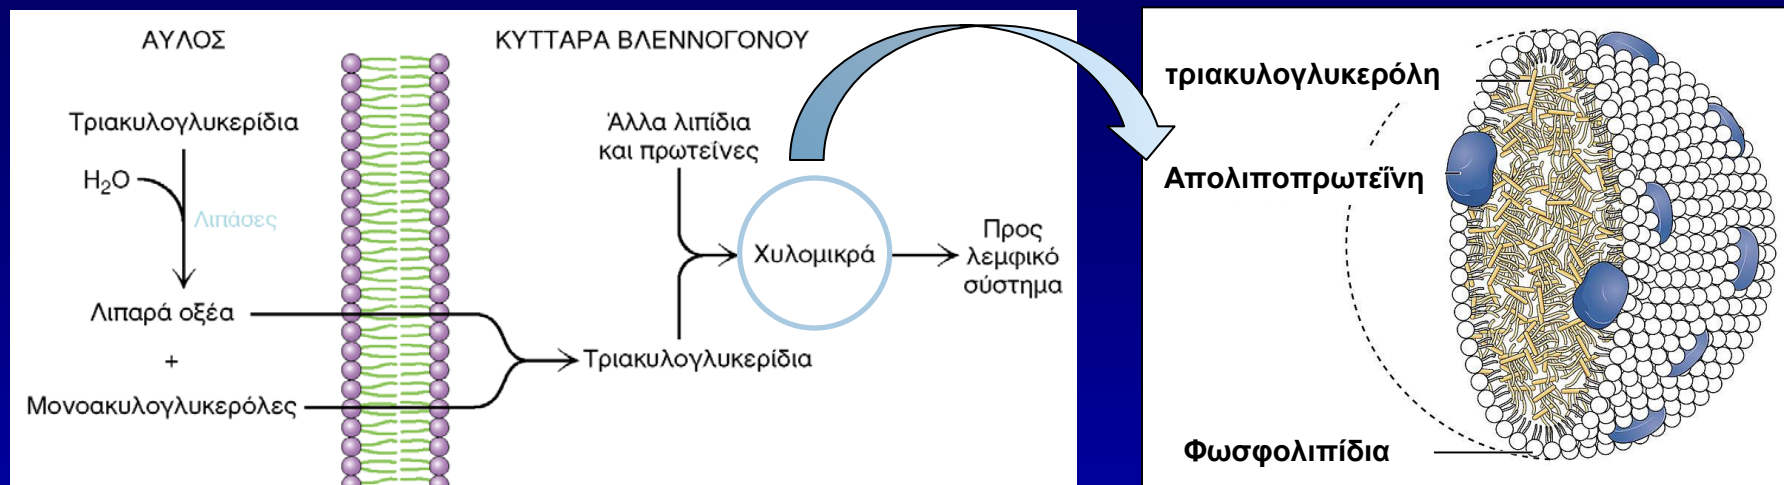 ΑΥΛΟΣ
ΚΥΤΤΑΡΑ ΒΛΕΝΝΟΓΟΝΟΥ
Τριακυλογλυκερίδια
H₂O
Λιπάσες
Λιπαρά οξέα
+
Μονοακυλογλυκερόλες
Άλλα λιπίδια
και πρωτεΐνες
Χυλομικρά
Προς
λεμφικό
σύστημα
Τριακυλογλυκερίδια
τριακυλογλυκερόλη
Απολιποπρωτεΐνη
Φωσφολιπίδια